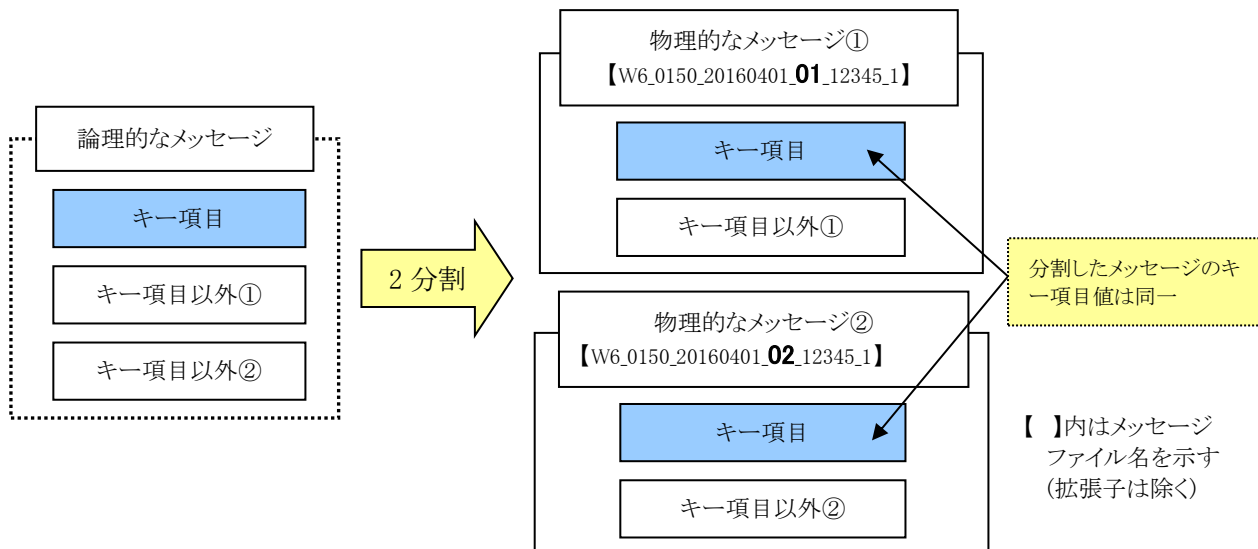 論理的なメッセージ
キー項目
キー項目以外①
キー項目以外②
2 分割
物理的なメッセージ①
【W6_0150_20160401_01_12345_1】
キー項目
キー項目以外①
物理的なメッセージ②
【W6_0150_20160401_02_12345_1】
キー項目
キー項目以外②
分割したメッセージのキ
ー項目値は同一
【　】内はメッセージ
ファイル名を示す
(拡張子は除く)